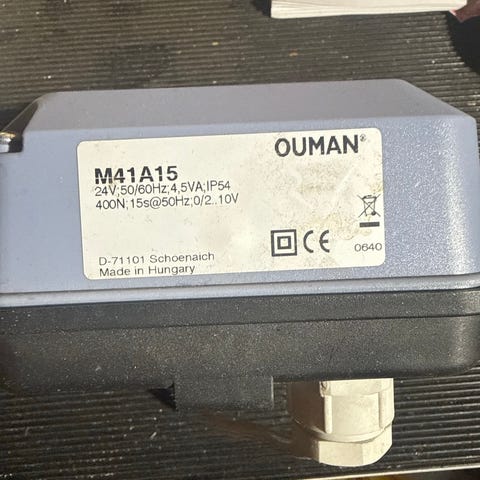 OUMAN®
M41A15
24V;50/60Hz;4,5VA;IP54
400N;15s@50Hz;0/2..10V
CE
0640
D-71101 Schoenaich
Made in Hungary